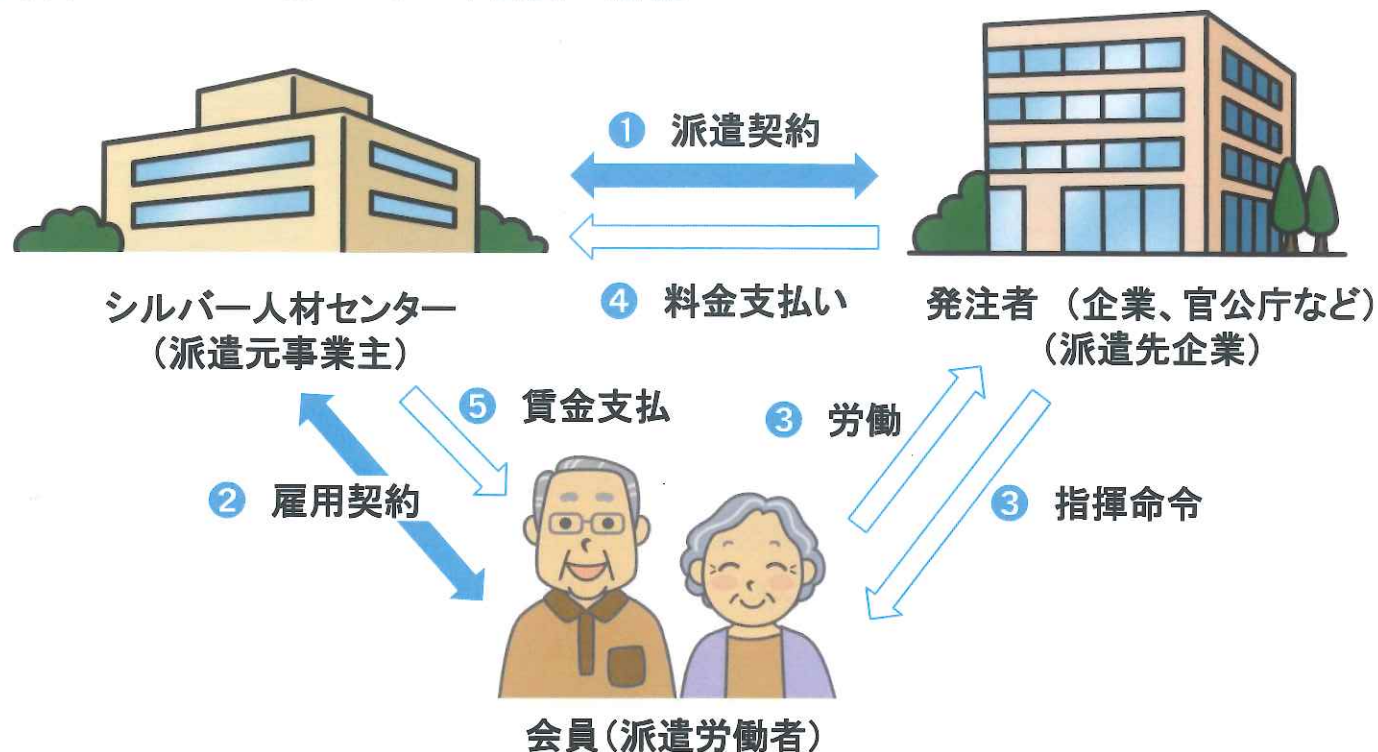 ❶ 派遣契約
シルバー人材センター
(派遣元事業主)
❹ 料金支払い
発注者 (企業、官公庁など)
(派遣先企業)
❺ 賃金支払
❸ 労働
❷ 雇用契約
❸ 指揮命令
会員(派遣労働者)